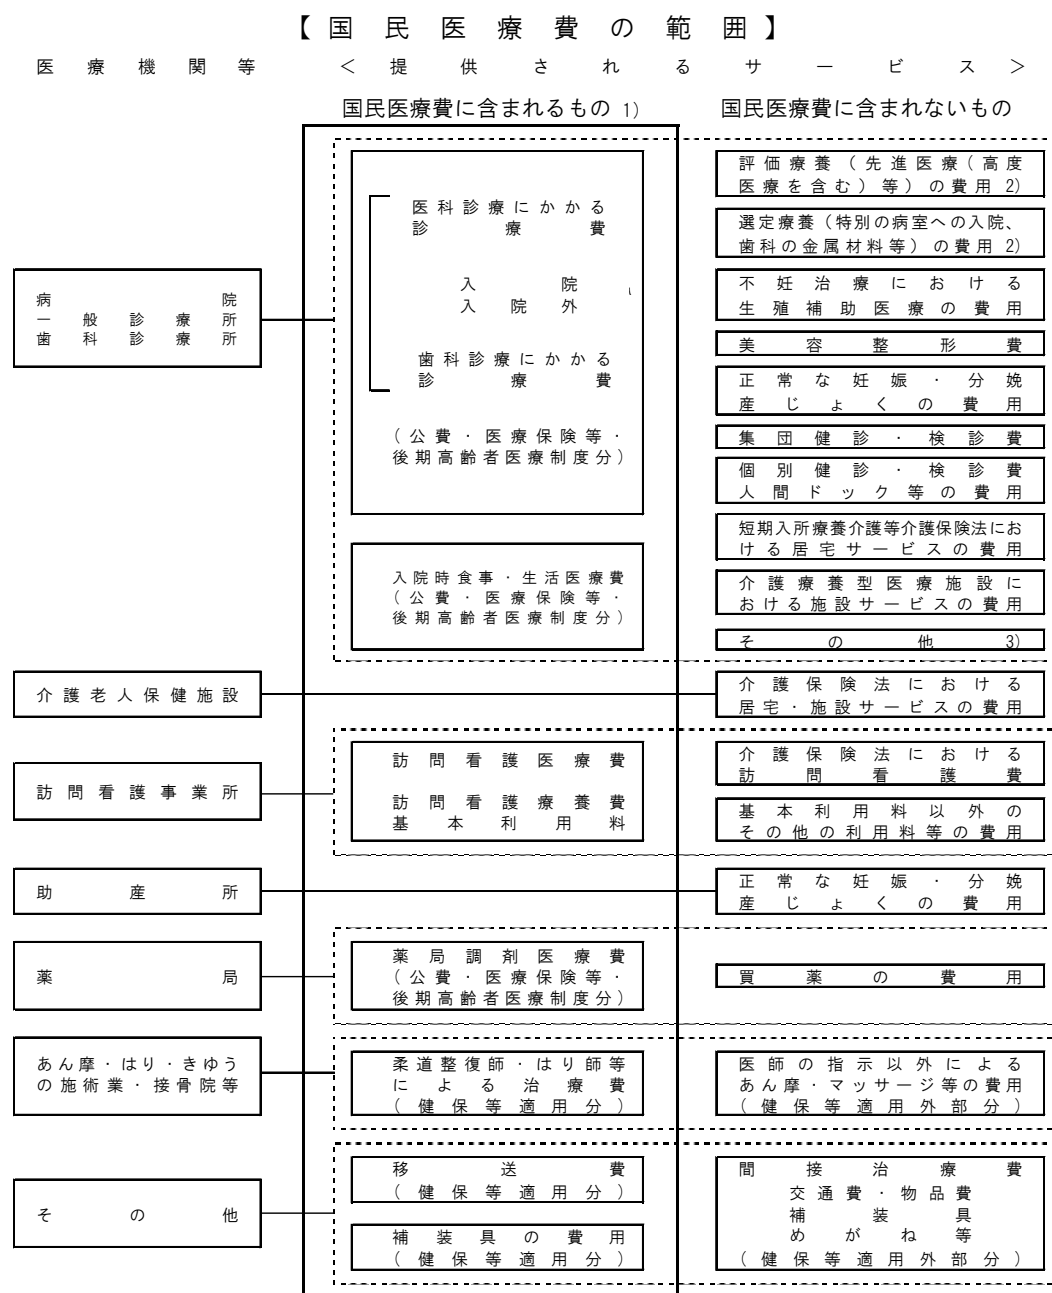 【国民医療費の範囲】
医療機関等
＜提供されるサービス＞
国民医療費に含まれるもの 1)
国民医療費に含まれないもの
病院
一般診療所
歯科診療所
医科診療にかかる
診療費
入院
入院外
歯科診療にかかる
診療費
(公費・医療保険等・
後期高齢者医療制度分)
入院時食事・生活医療費
(公費・医療保険等・
後期高齢者医療制度分)
評価療養(先進医療(高度
医療を含む)等)の費用 2)
選定療養(特別の病室への入院、
歯科の金属材料等)の費用 2)
不妊治療における
生殖補助医療の費用
美容整形費
正常な妊娠・分娩
産じょくの費用
集団健診・検診費
個別健診・検診費
人間ドック等の費用
短期入所療養介護等介護保険法にお
ける居宅サービスの費用
介護療養型医療施設に
おける施設サービスの費用
その他 3)
介護老人保健施設
介護保険法における
居宅・施設サービスの費用
訪問看護事業所
訪問看護医療費
訪問看護療養費
基本利用料
介護保険法における
訪問看護費
基本利用料以外の
その他の利用料等の費用
助産所
正常な妊娠・分娩
産じょくの費用
薬局
薬局調剤医療費
(公費・医療保険等・
後期高齢者医療制度分)
買薬の費用
あん摩・はり・きゆう
の施術業・接骨院等
柔道整復師・はり師等
による治療費
(健保等適用分)
医師の指示以外による
あん摩・マッサージ等の費用
(健保等適用外部分)
その他
移送費
(健保等適用分)
補装具の費用
(健保等適用分)
間接治療費
交通費・物品費
補装具
めがね等
(健保等適用外部分)